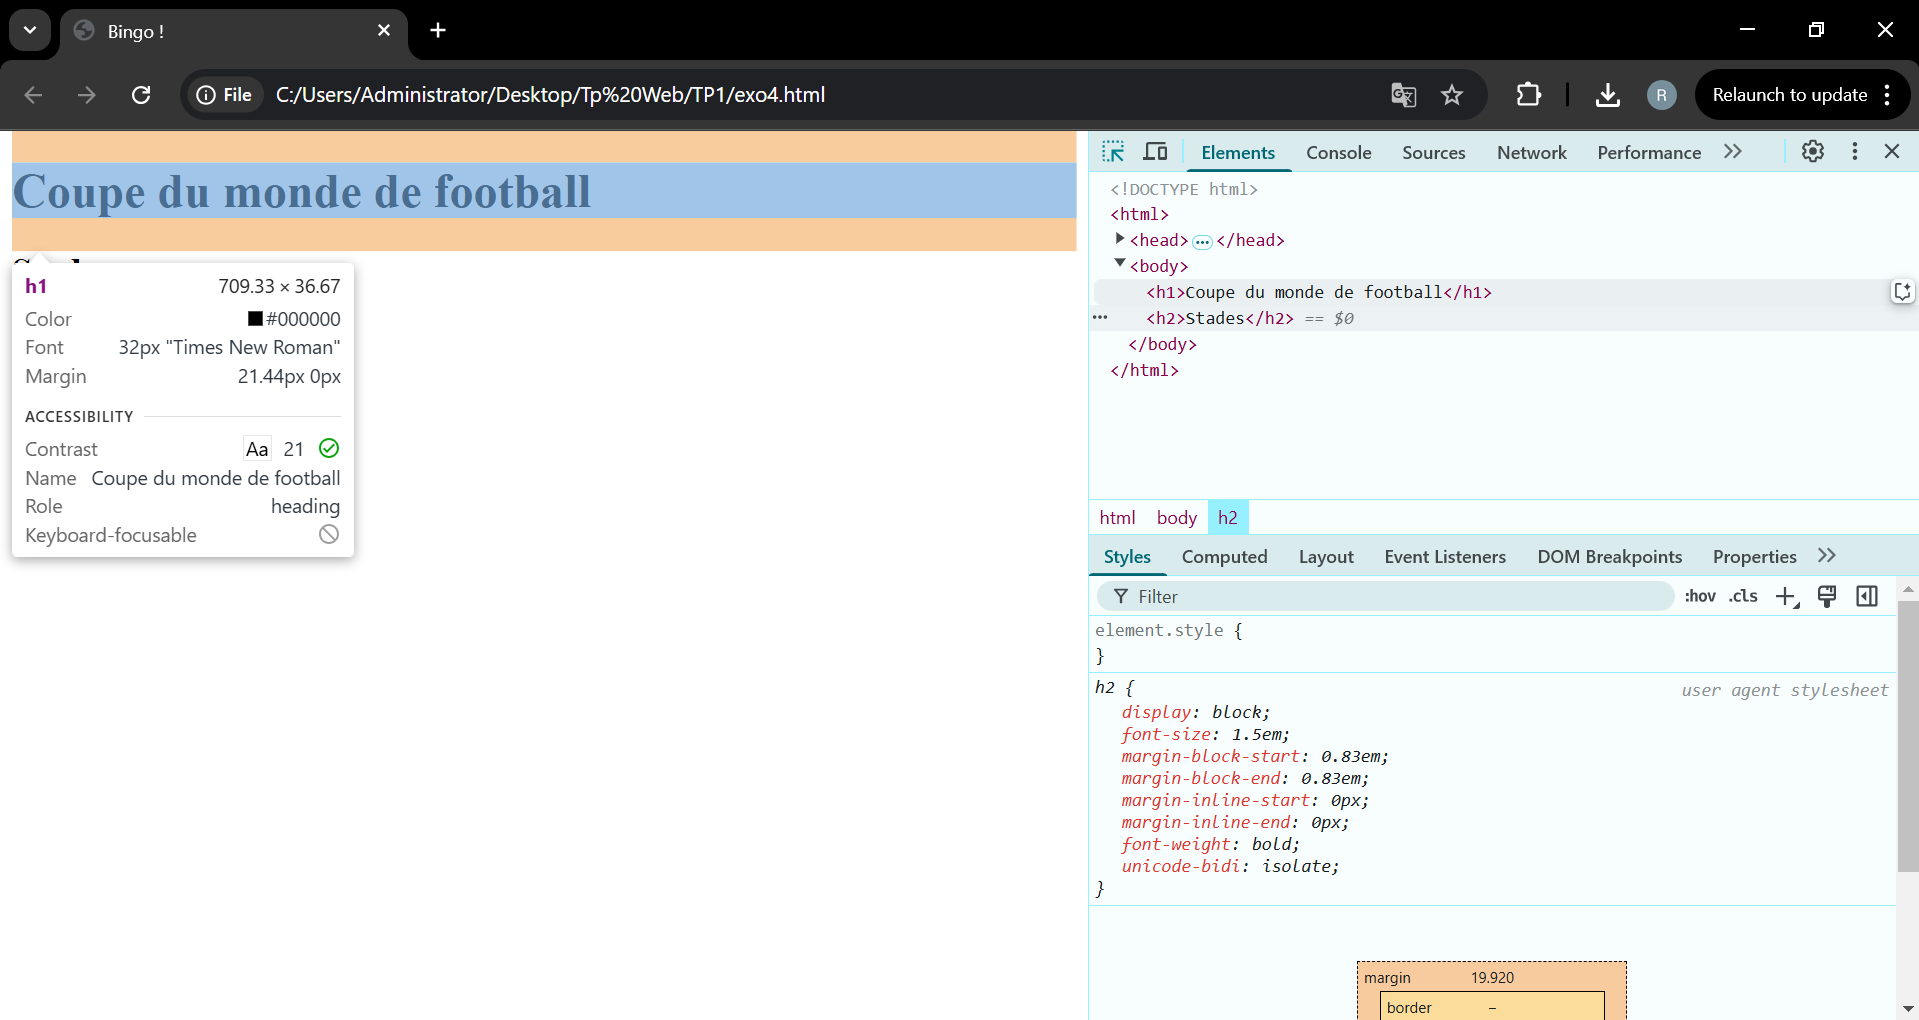 Bingo !
File
C:/Users/Administrator/Desktop/Tp%20Web/TP1/exo4.html
R
Relaunch to update
Coupe du monde de football
h1 709.33 × 36.67
Color #000000
Font 32px "Times New Roman"
Margin 21.44px 0px
ACCESSIBILITY
Contrast Aa 21
Name Coupe du monde de football
Role heading
Keyboard-focusable
Elements Console Sources Network Performance
<!DOCTYPE html>
<html>
<head> ••• </head>
<body>
<h1>Coupe du monde de football</h1>
<h2>Stades</h2> == $0
</body>
</html>
html body h2
Styles Computed Layout Event Listeners DOM Breakpoints Properties
Filter :hov .cls
element.style {
}
h2 { user agent stylesheet
display: block;
font-size: 1.5em;
margin-block-start: 0.83em;
margin-block-end: 0.83em;
margin-inline-start: 0px;
margin-inline-end: 0px;
font-weight: bold;
unicode-bidi: isolate;
}
margin 19.920
border –